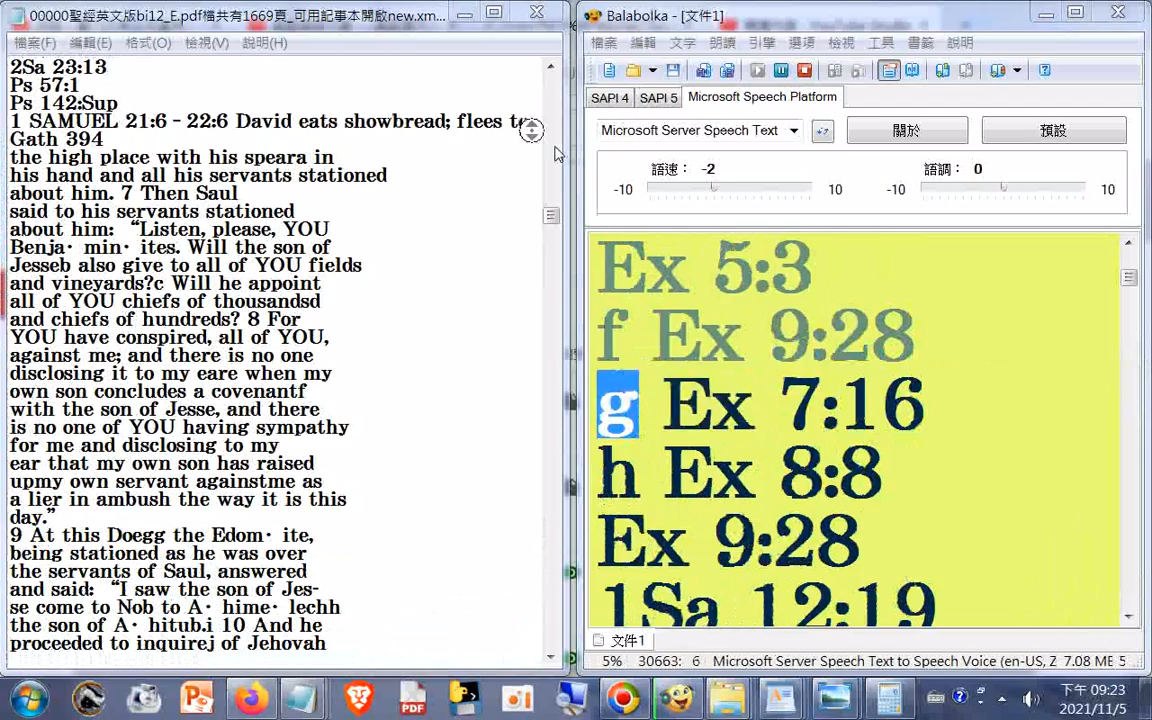 00000聖經英文版bi12_E.pdf檔共有1669頁_可用記事本開啟new.xm...
檔案(F) 編輯(E) 格式(O) 檢視(V) 說明(H)
2Sa 23:13
Ps 57:1
Ps 142:Sup
1 SAMUEL 21:6–22:6 David eats showbread; flees to
Gath 394
the high place with his speara in
his hand and all his servants stationed
about him. 7 Then Saul
said to his servants stationed
about him: “Listen, please, YOU
Benja· min· ites. Will the son of
Jesseb also give to all of YOU fields
and vineyards?c Will he appoint
all of YOU chiefs of thousandsd
and chiefs of hundreds? 8 For
YOU have conspired, all of YOU,
against me; and there is no one
disclosing it to my eare when my
own son concludes a covenantf
with the son of Jesse, and there
is no one of YOU having sympathy
for me and disclosing to my
ear that my own son has raised
upmy own servant againstme as
a lier in ambush the way it is this
day.”
9 At this Doegg the Edom· ite,
being stationed as he was over
the servants of Saul, answered
and said: “I saw the son of Jes-
se come to Nob to A· hime· lechh
the son of A· hitub.i 10 And he
proceeded to inquirej of Jehovah
Balabolka - [文件1]
檔案 編輯 文字 朗讀 引擎 選項 檢視 工具 書籤 說明
SAPI 4 SAPI 5 Microsoft Speech Platform
Microsoft Server Speech Text 關於 預設
語速: -2 語調: 0
-10 10 -10 10
Ex 5:3
f Ex 9:28
g Ex 7:16
h Ex 8:8
Ex 9:28
1Sa 12:19
文件1
5% 30663: 6 Microsoft Server Speech Text to Speech Voice (en-US, Z 7.08 MB 5
PDF
下午 09:23
2021/11/5